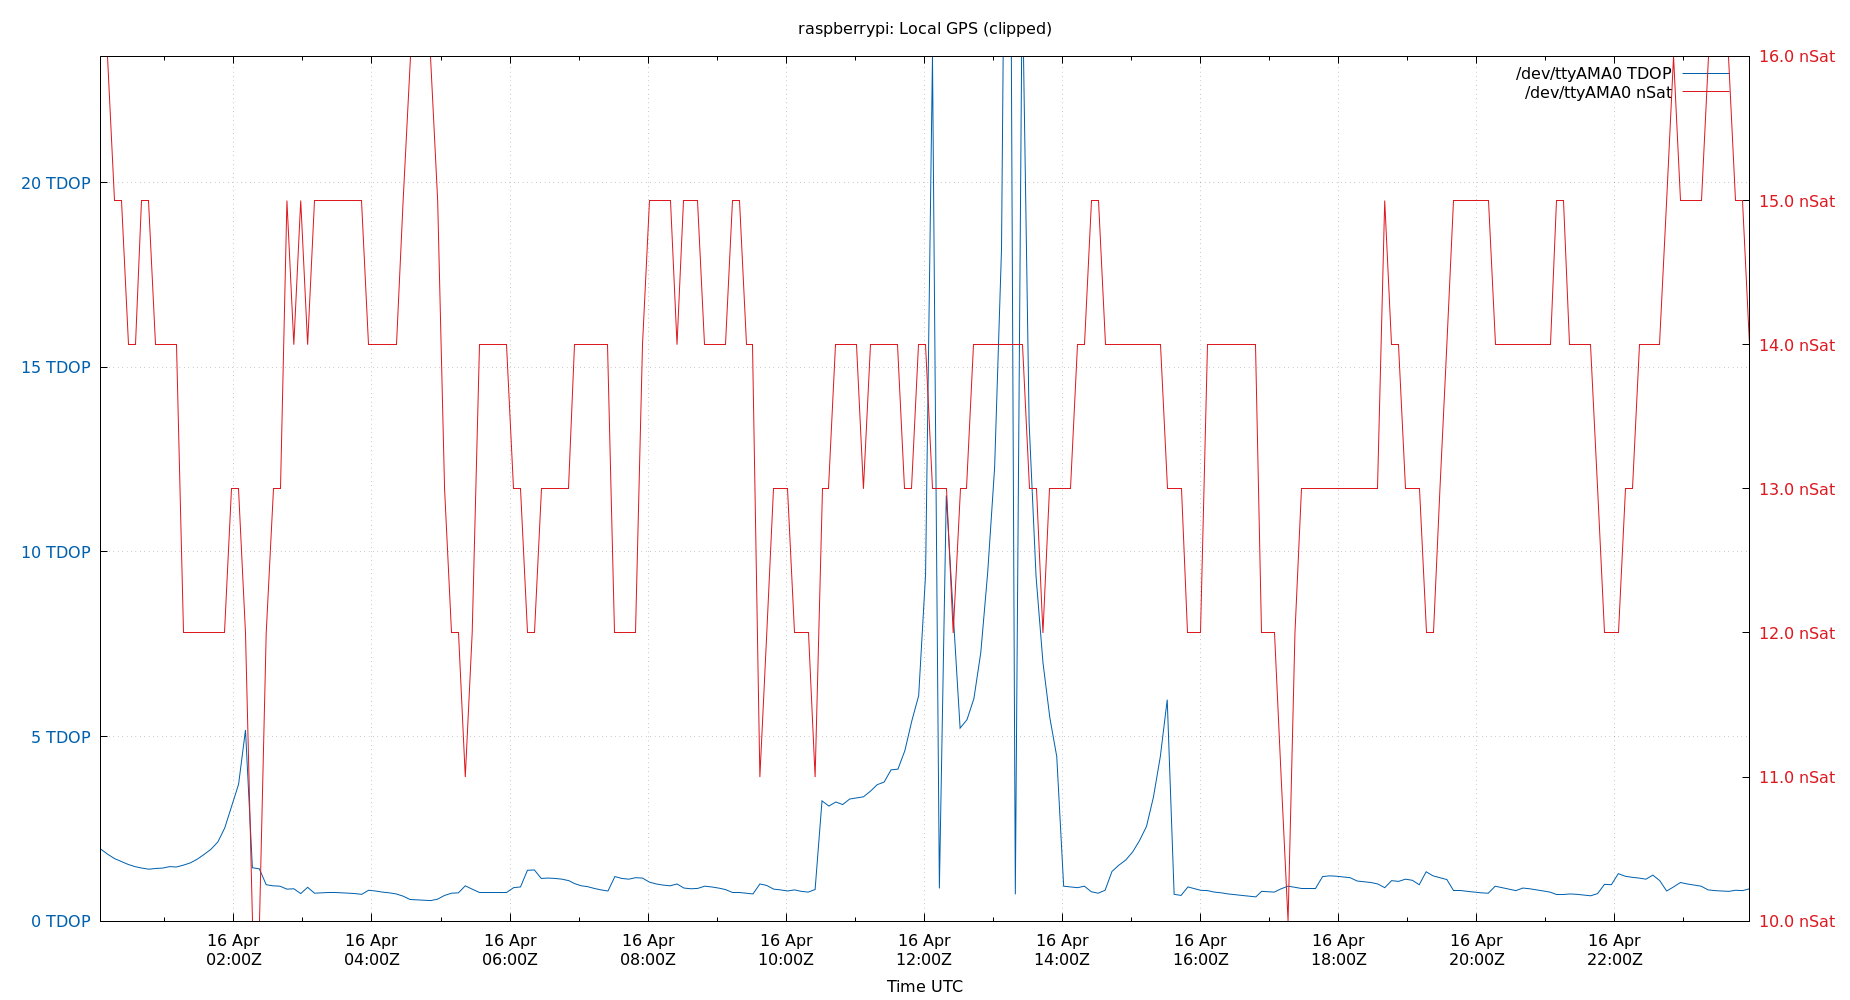 raspberrypi: Local GPS (clipped)
/dev/ttyAMA0 TDOP
/dev/ttyAMA0 nSat
20 TDOP
15 TDOP
10 TDOP
5 TDOP
0 TDOP
16.0 nSat
15.0 nSat
14.0 nSat
13.0 nSat
12.0 nSat
11.0 nSat
10.0 nSat
16 Apr 16 Apr 16 Apr 16 Apr 16 Apr 16 Apr 16 Apr 16 Apr 16 Apr 16 Apr 16 Apr
02:00Z 04:00Z 06:00Z 08:00Z 10:00Z 12:00Z 14:00Z 16:00Z 18:00Z 20:00Z 22:00Z
Time UTC